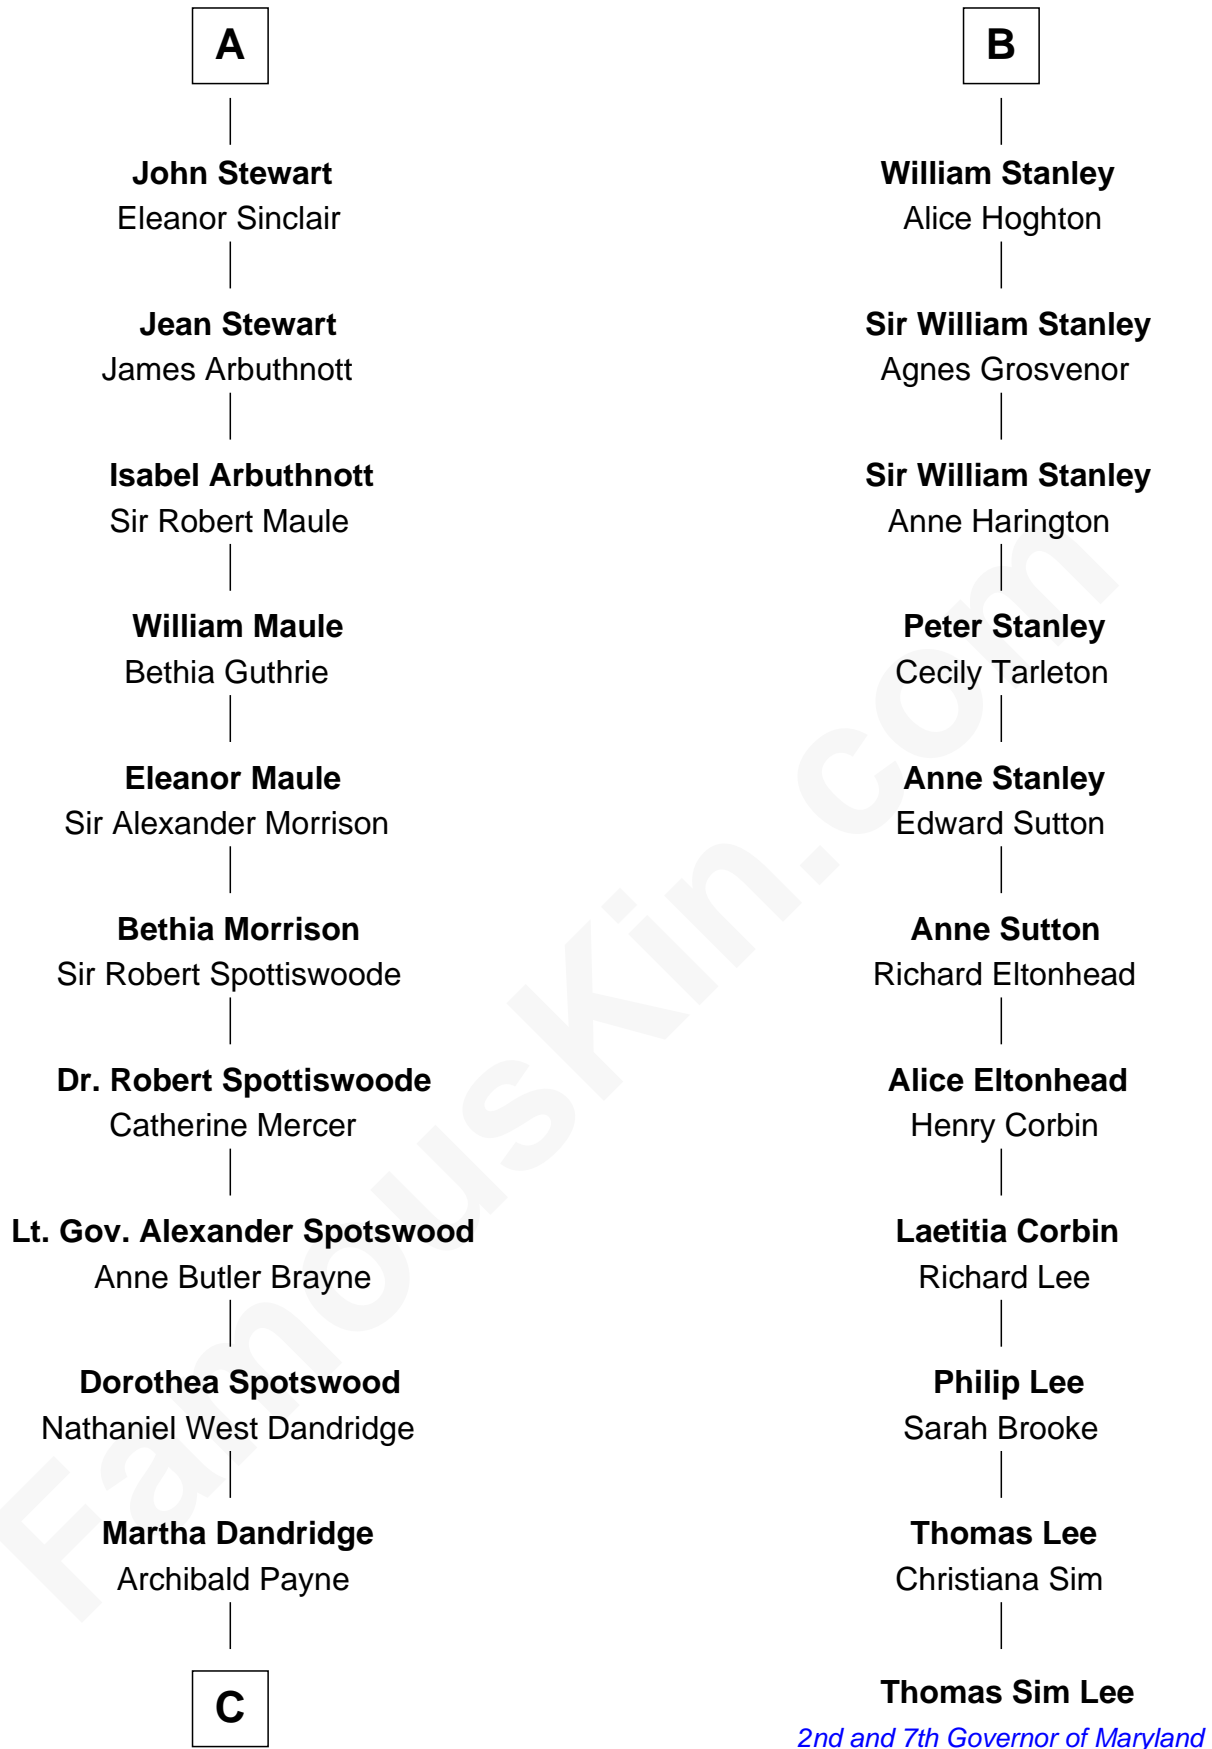 A
John Stewart
Eleanor Sinclair
Jean Stewart
James Arbuthnott
Isabel Arbuthnott
Sir Robert Maule
William Maule
Bethia Guthrie
Eleanor Maule
Sir Alexander Morrison
Bethia Morrison
Sir Robert Spottiswoode
Dr. Robert Spottiswoode
Catherine Mercer
Lt. Gov. Alexander Spotswood
Anne Butler Brayne
Dorothea Spotswood
Nathaniel West Dandridge
Martha Dandridge
Archibald Payne
C
B
William Stanley
Alice Hoghton
Sir William Stanley
Agnes Grosvenor
Sir William Stanley
Anne Harington
Peter Stanley
Cecily Tarleton
Anne Stanley
Edward Sutton
Anne Sutton
Richard Eltonhead
Alice Eltonhead
Henry Corbin
Laetitia Corbin
Richard Lee
Philip Lee
Sarah Brooke
Thomas Lee
Christiana Sim
Thomas Sim Lee
2nd and 7th Governor of Maryland
FamousKin.com